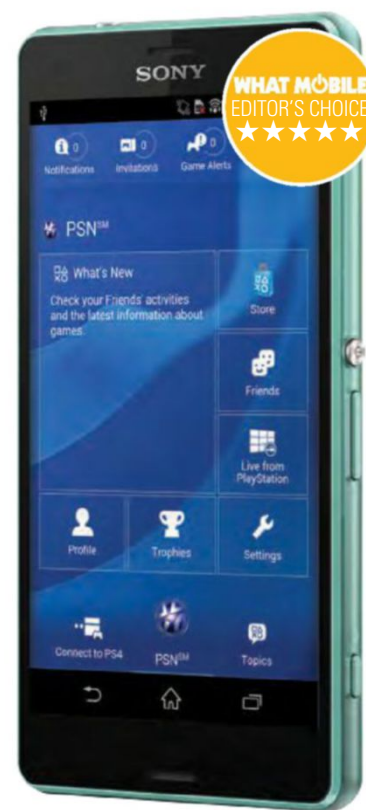 SONY
WHAT MOBILE
EDITOR'S CHOICE
0
0
0
Notifications
Invitations
Game Alerts
PSN℠
What's New
Check your Friends' activities
and the latest information about
games.
Store
Friends
Live from
PlayStation
Profile
Trophies
Settings
Connect to PS4
PSN℠
Topics